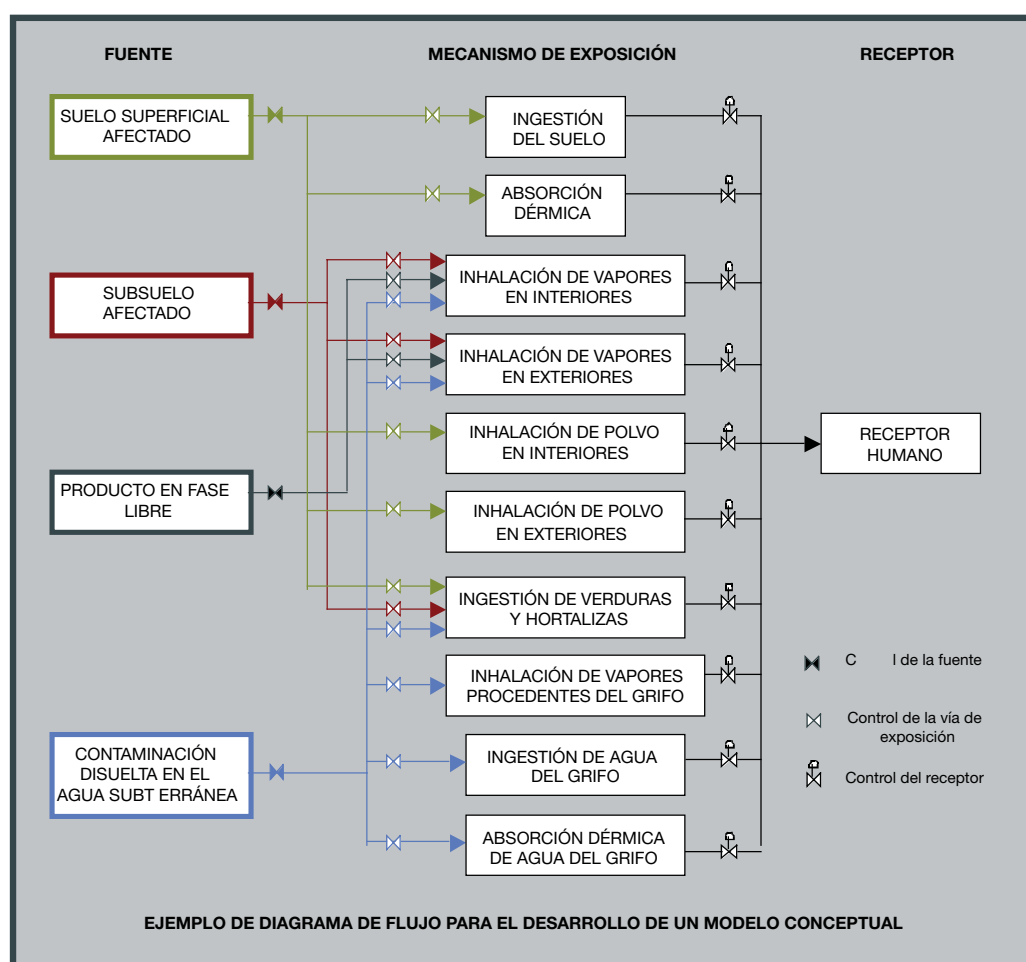 FUENTE
MECANISMO DE EXPOSICIÓN
RECEPTOR
SUELO SUPERFICIAL
AFECTADO
SUBSUELO
AFECTADO
PRODUCTO EN FASE
LIBRE
CONTAMINACIÓN
DISUELTA EN EL
AGUA SUBT ERRÁNEA
INGESTIÓN
DEL SUELO
ABSORCIÓN
DÉRMICA
INHALACIÓN DE VAPORES
EN INTERIORES
INHALACIÓN DE VAPORES
EN EXTERIORES
INHALACIÓN DE POLVO
EN INTERIORES
INHALACIÓN DE POLVO
EN EXTERIORES
INGESTIÓN DE VERDURAS
Y HORTALIZAS
INHALACIÓN DE VAPORES
PROCEDENTES DEL GRIFO
INGESTIÓN DE AGUA
DEL GRIFO
ABSORCIÓN DÉRMICA
DE AGUA DEL GRIFO
RECEPTOR
HUMANO
C l de la fuente
Control de la vía de
exposición
Control del receptor
EJEMPLO DE DIAGRAMA DE FLUJO PARA EL DESARROLLO DE UN MODELO CONCEPTUAL